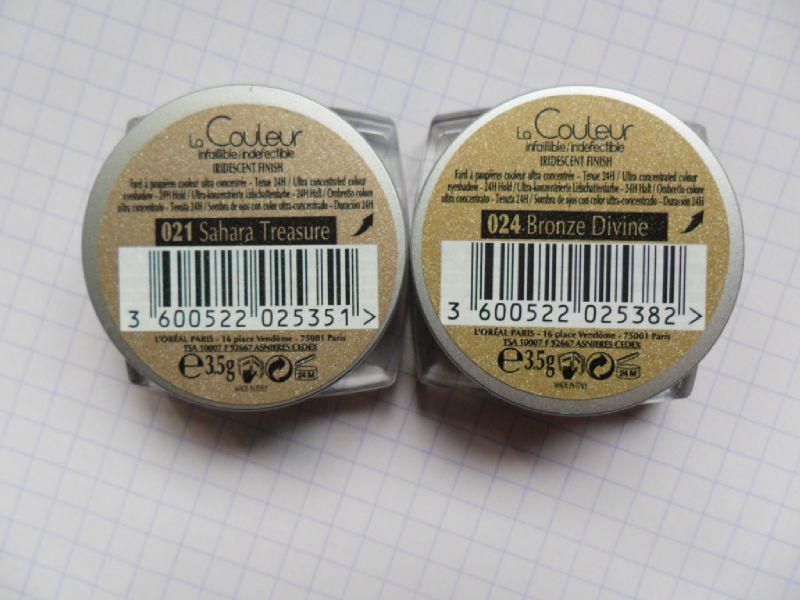 La Couleur
infaillible/indefectible
IRIDESCENT FINISH
Fard à paupières couleur ultra concentrée - Tenue 24H / Ultra concentrated colour
eyeshadow - 24H Hold / Ultra-konzentrierte Lidschattenfarbe - 24H Halt / Ombretto colore
ultra concentrato - Tenuta 24H / Sombra de ojos con color ultra-concentrado - Duración 24H
021 Sahara Treasure
3 600522 025351 >
L'ORÉAL PARIS - 16 place Vendôme - 75001 Paris
TSA 10007 F 92667 ASNIERES CEDEX
e 3.5g 24 M
MADE IN ITALY
La Couleur
infaillible/indefectible
IRIDESCENT FINISH
Fard à paupières couleur ultra concentrée - Tenue 24H / Ultra concentrated colour
eyeshadow - 24H Hold / Ultra-konzentrierte Lidschattenfarbe - 24H Halt / Ombretto colore
ultra concentrato - Tenuta 24H / Sombra de ojos con color ultra-concentrado - Duración 24H
024 Bronze Divine
3 600522 025382 >
L'ORÉAL PARIS - 16 place Vendôme - 75001 Paris
TSA 10007 F 92667 ASNIERES CEDEX
e 3.5g 24 M
MADE IN ITALY